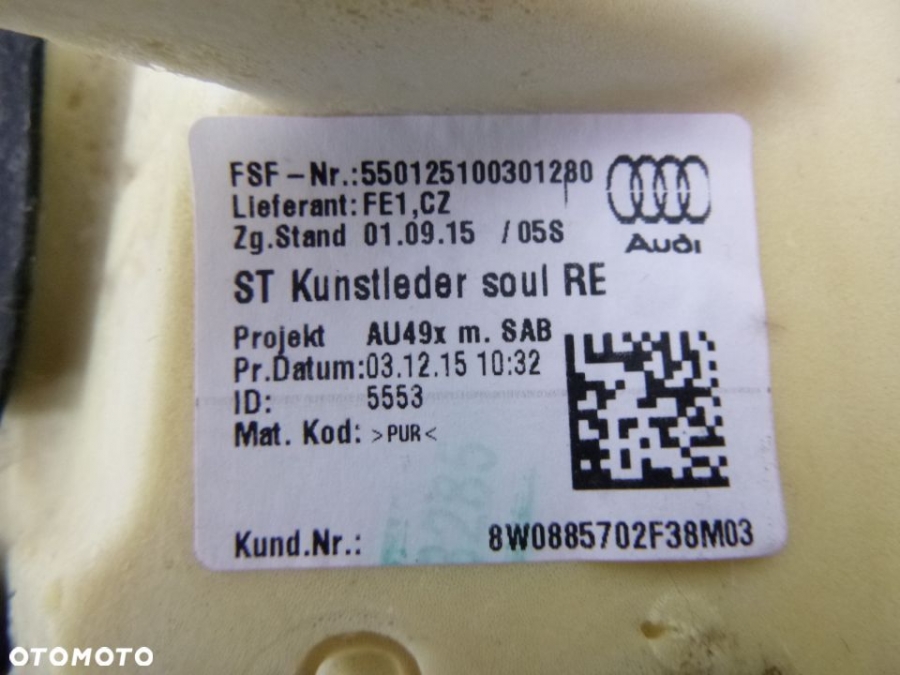 FSF-Nr.:550125100301280
Lieferant: FE1,CZ
Zg.Stand 01.09.15 /05S
Audi
ST Kunstleder soul RE
Projekt AU49x m. SAB
Pr.Datum:03.12.15 10:32
ID: 5553
Mat. Kod: >PUR<
Kund.Nr.: 8W0885702F38M03
OTOMOTO